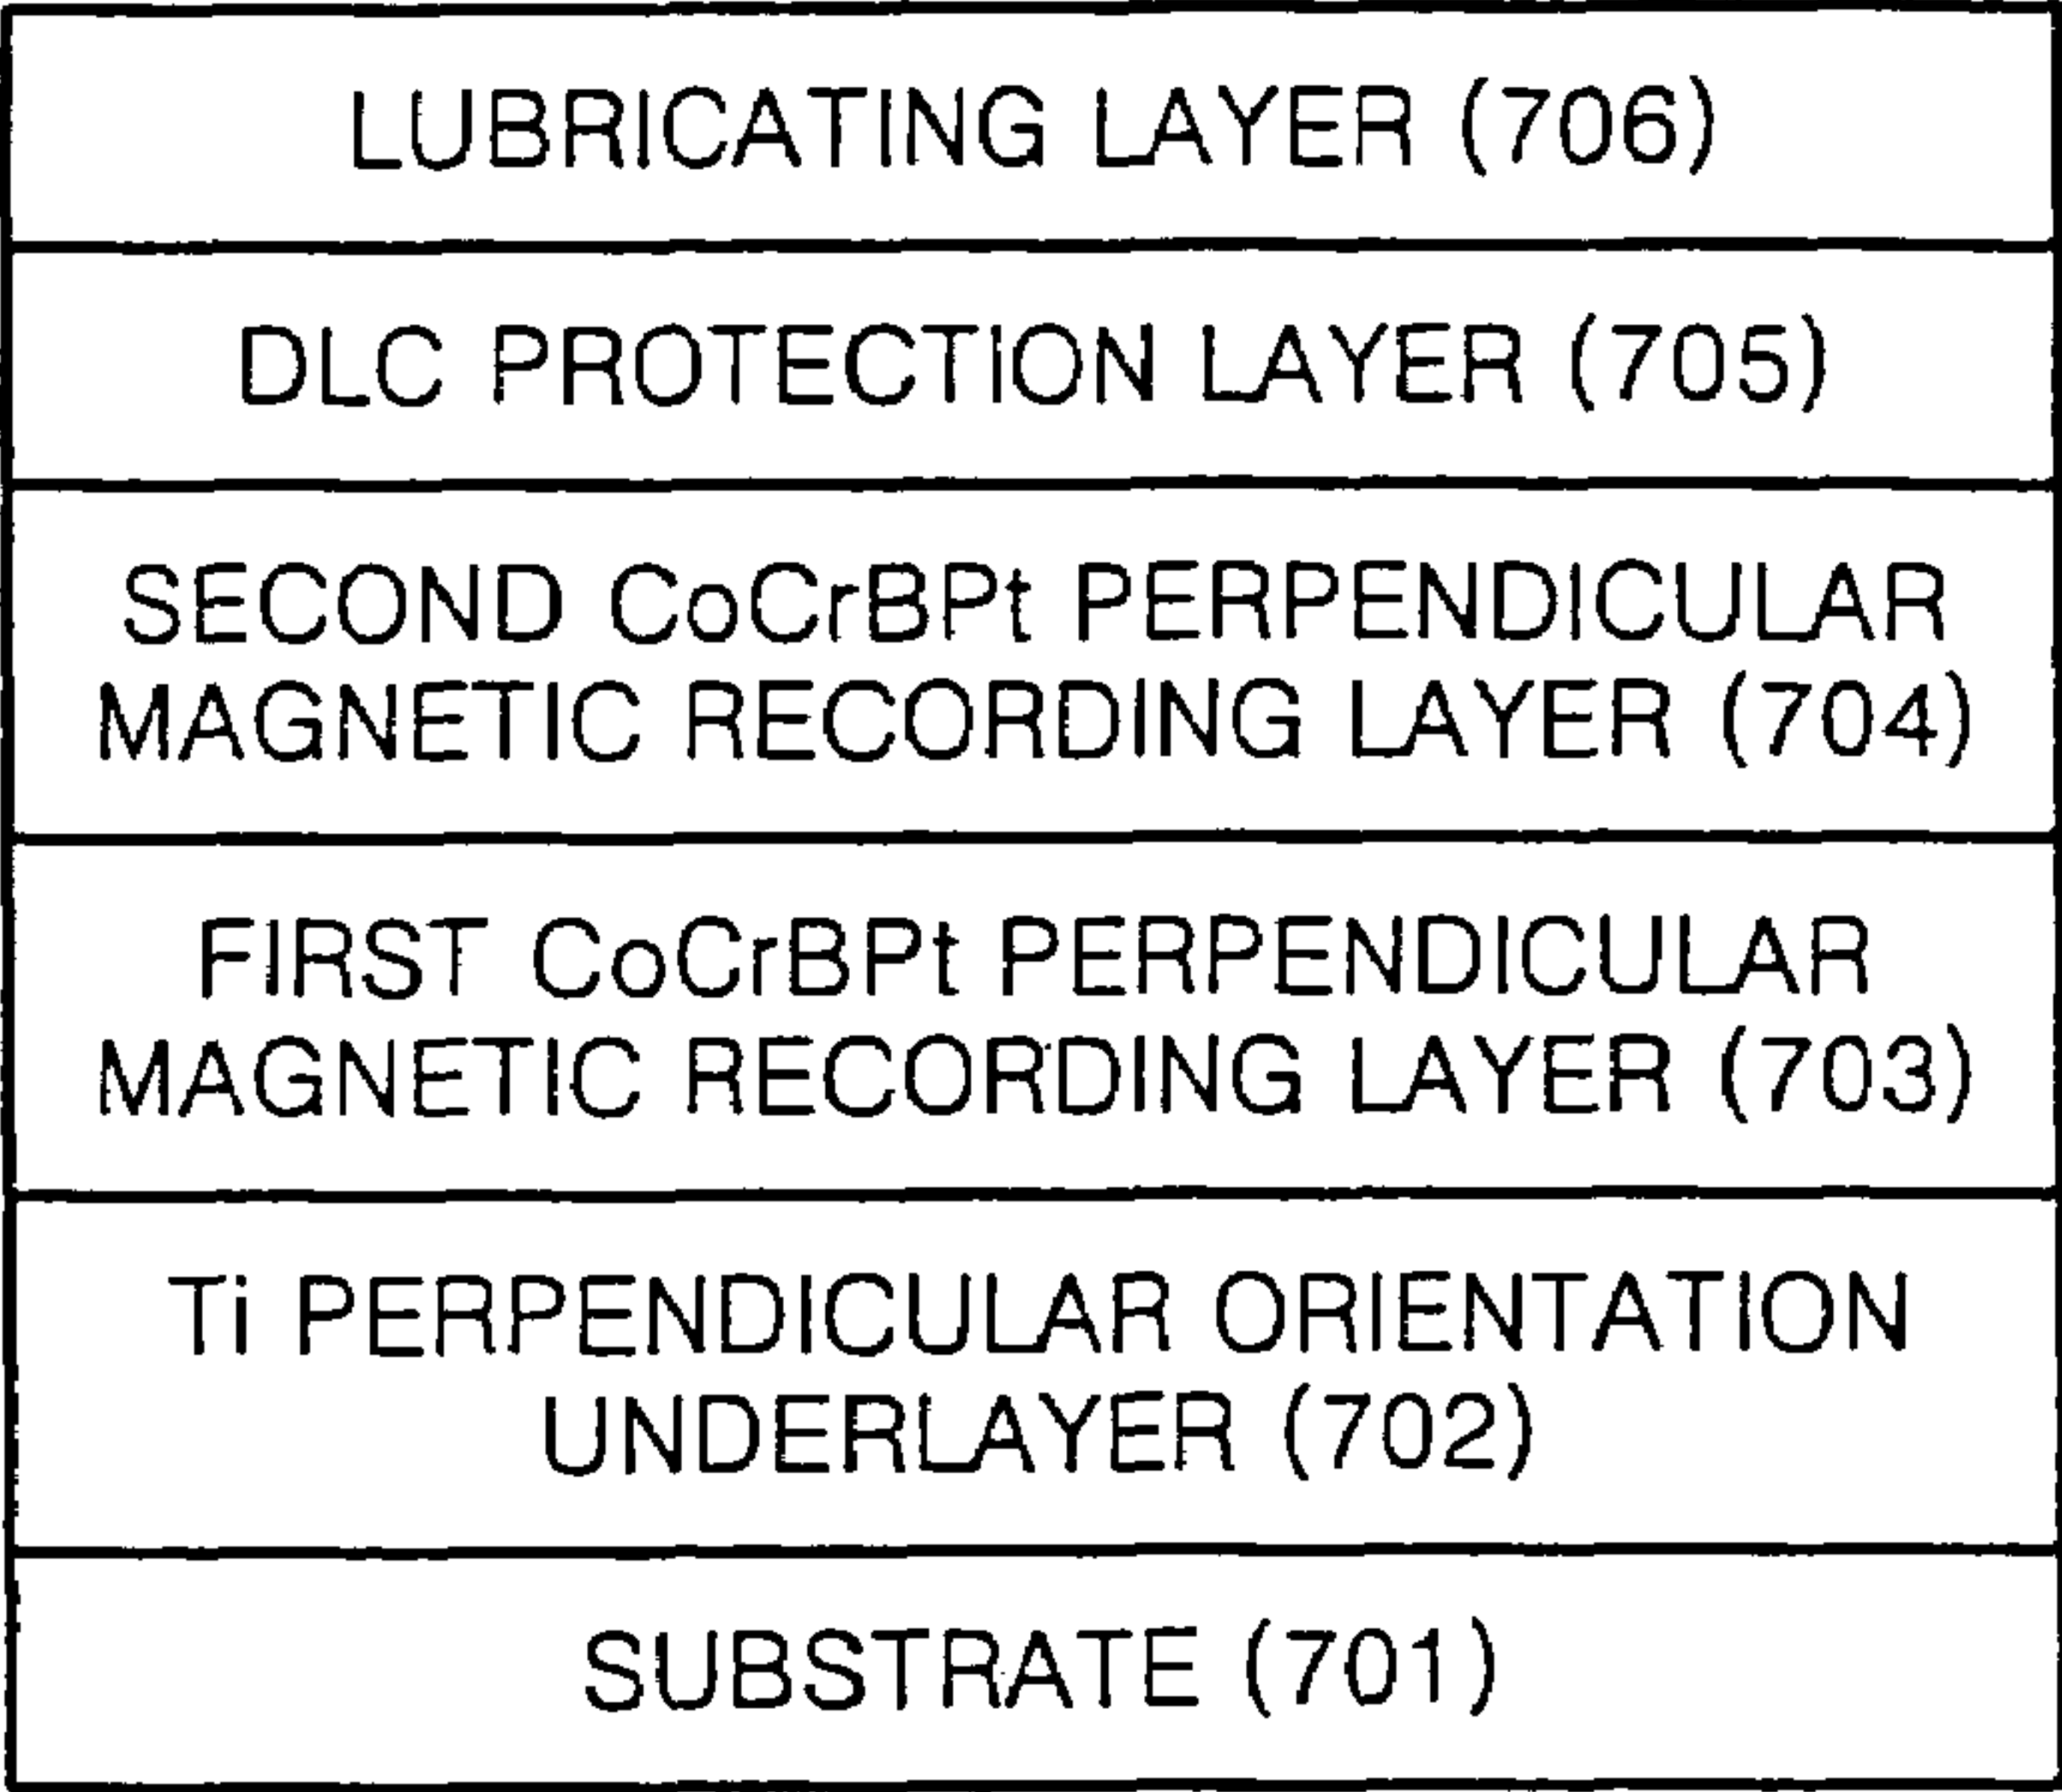 LUBRICATING LAYER (706)
DLC PROTECTION LAYER (705)
SECOND CoCrBPt PERPENDICULAR
MAGNETIC RECORDING LAYER (704)
FIRST CoCrBPt PERPENDICULAR
MAGNETIC RECORDING LAYER (703)
Ti PERPENDICULAR ORIENTATION
UNDERLAYER (702)
SUBSTRATE (701)